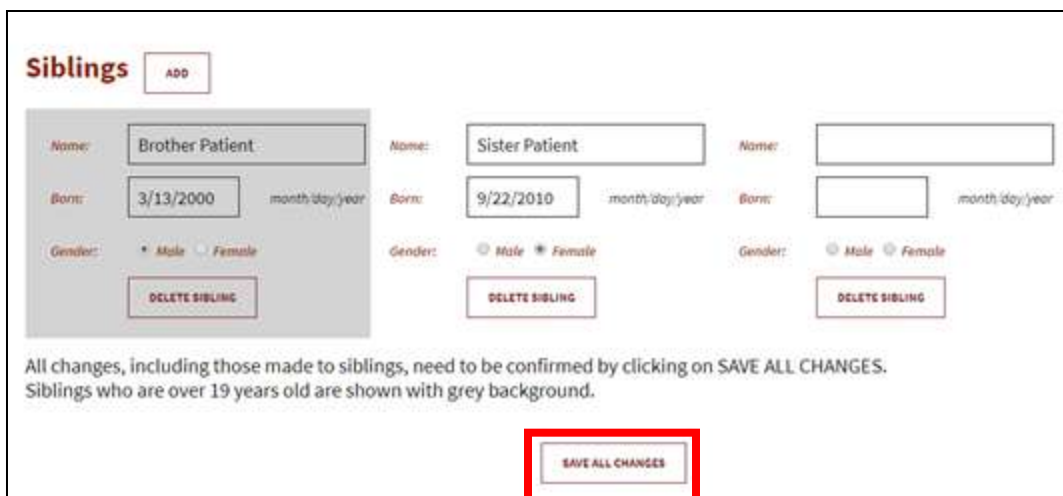 Siblings ADD
Name: Brother Patient Name: Sister Patient Name:
Born: 3/13/2000 month/day/year Born: 9/22/2010 month/day/year Born: month/day/year
Gender: Male Female Gender: Male Female Gender: Male Female
DELETE SIBLING DELETE SIBLING DELETE SIBLING
All changes, including those made to siblings, need to be confirmed by clicking on SAVE ALL CHANGES.
Siblings who are over 19 years old are shown with grey background.
SAVE ALL CHANGES